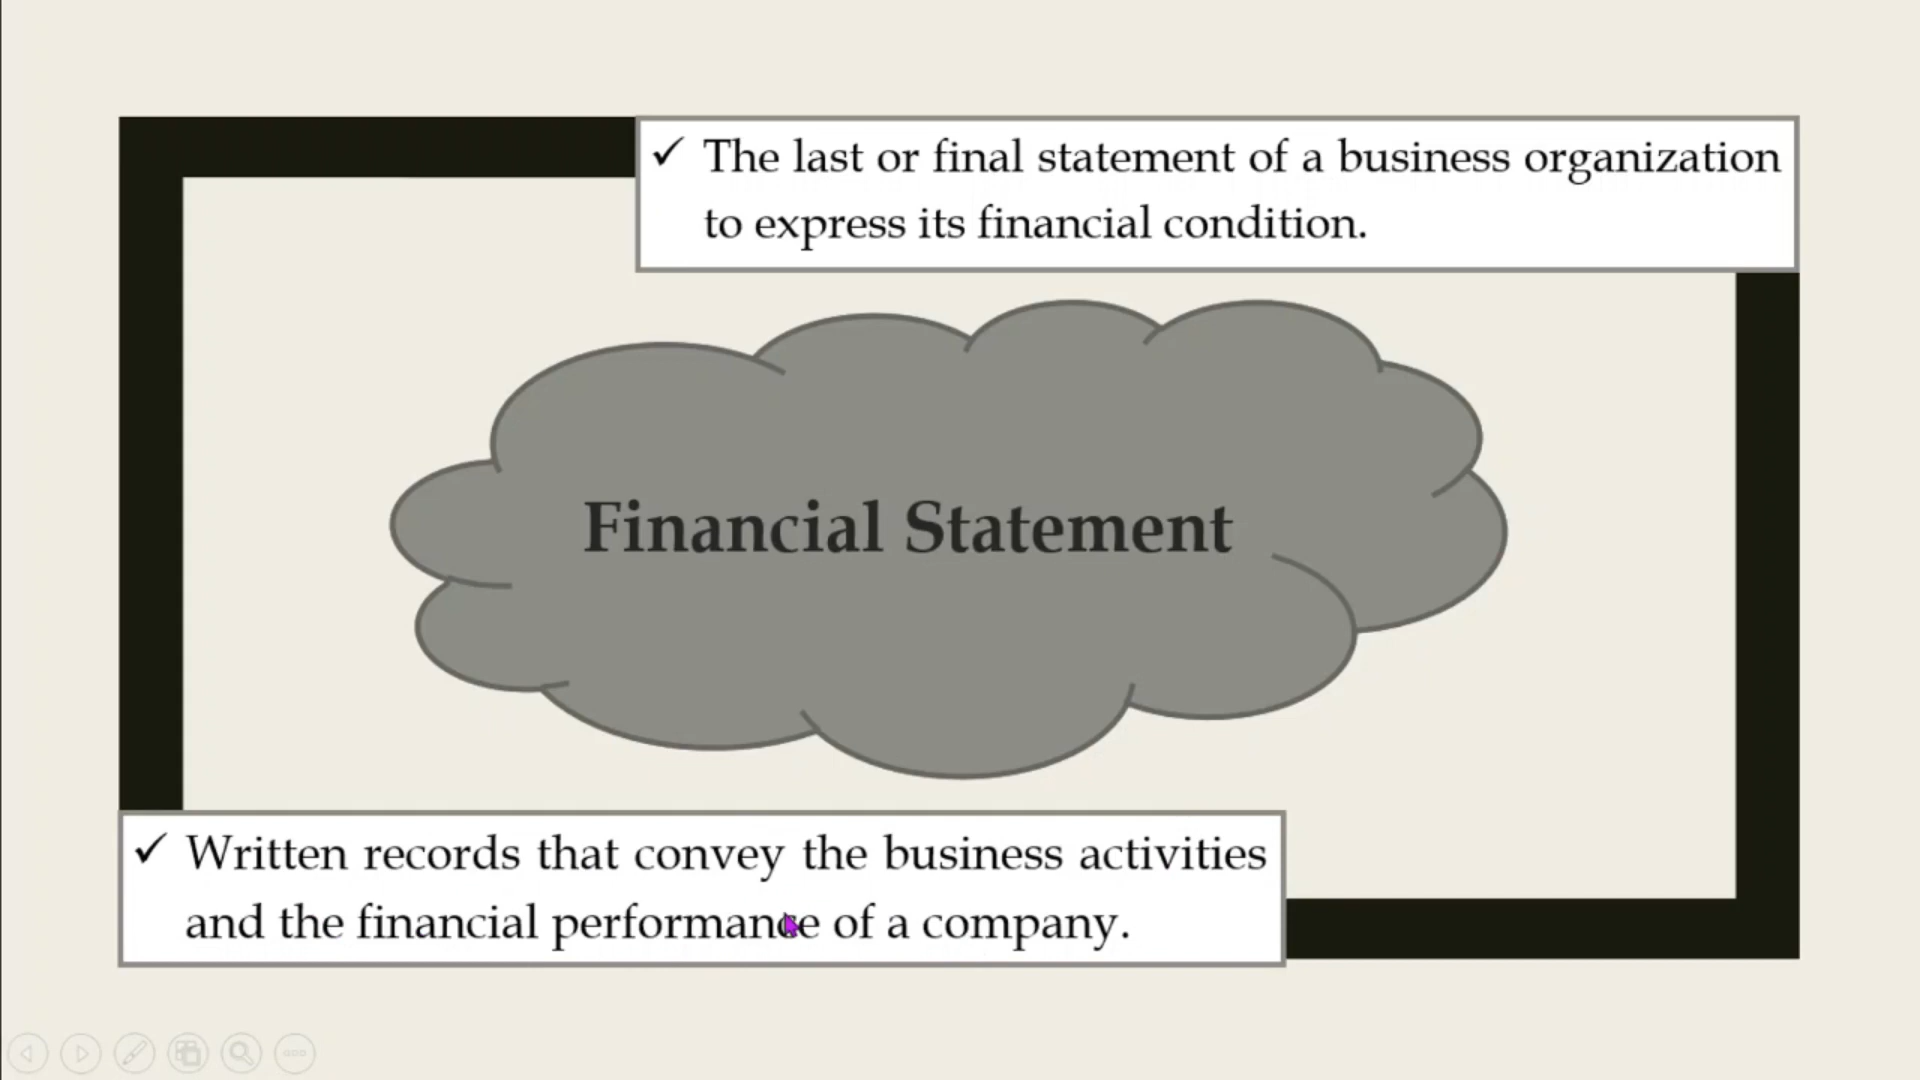 ✓ The last or final statement of a business organization
to express its financial condition.
Financial Statement
✓ Written records that convey the business activities
and the financial performance of a company.